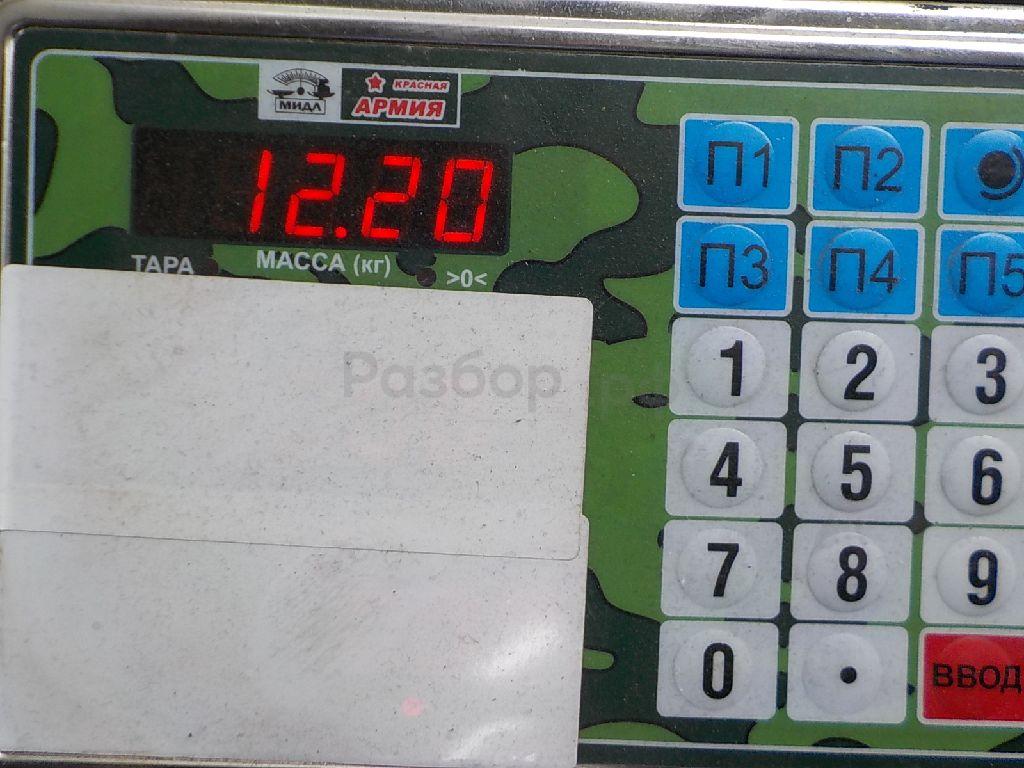 МИДЛ
КРАСНАЯ
АРМИЯ
12.20
ТАРА МАССА (кг) >0<
П1 П2
П3 П4 П5
1 2 3
4 5 6
7 8 9
0 . ВВОД
Разбор